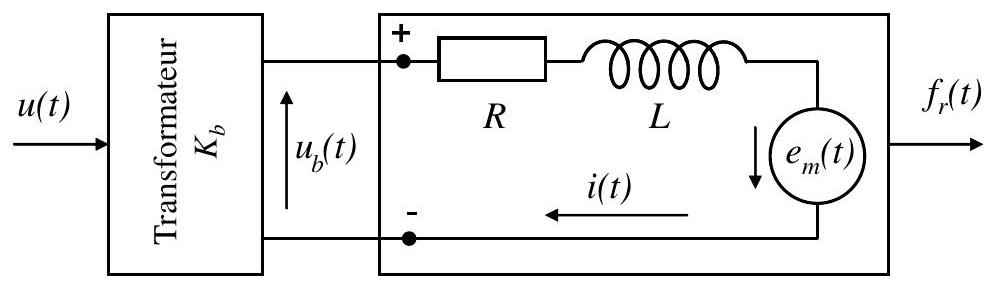 u(t)
Transformateur
K_b
u_b(t)
+
-
R
L
i(t)
e_m(t)
f_r(t)